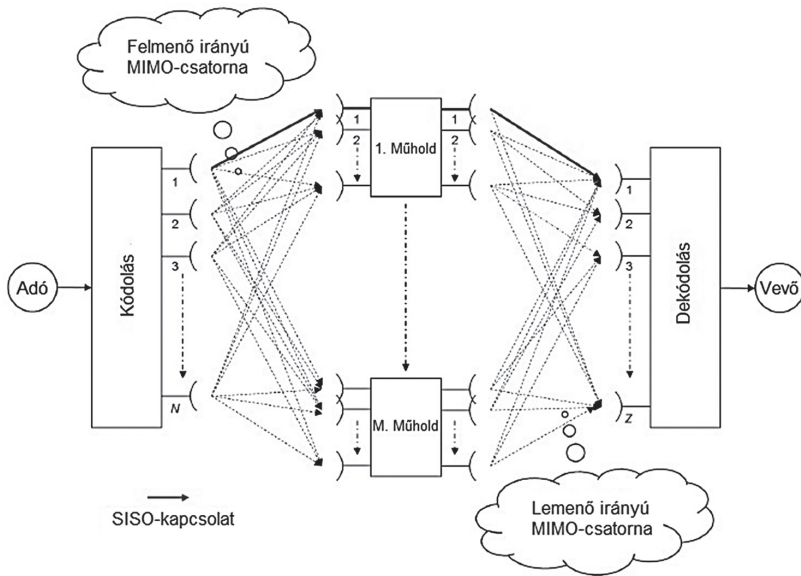 Felmenő irányú
MIMO-csatorna
1
2
1. Műhold
1
2
Adó
Kódolás
1
2
3
N
M. Műhold
1
2
3
Z
Dekódolás
Vevő
SISO-kapcsolat
Lemenő irányú
MIMO-csatorna